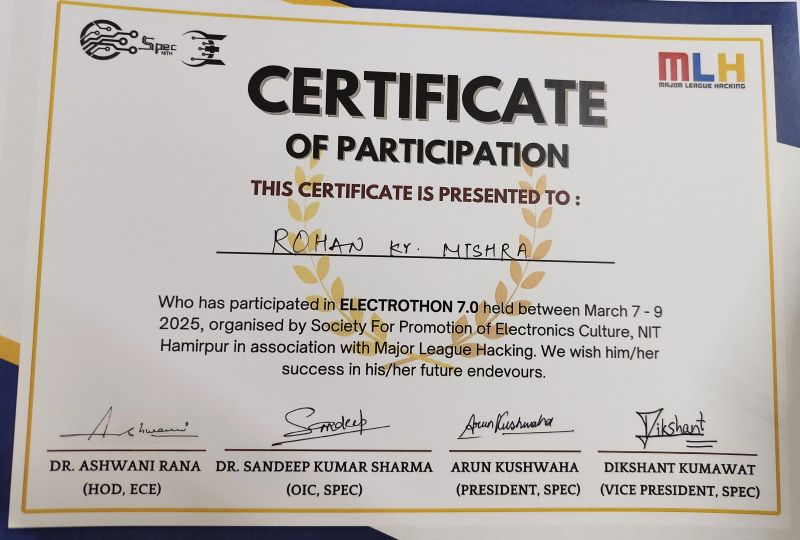 Spec
NITH
MLH
MAJOR LEAGUE HACKING
CERTIFICATE
OF PARTICIPATION
THIS CERTIFICATE IS PRESENTED TO :
ROHAN Kr. MISHRA
Who has participated in ELECTROTHON 7.0 held between March 7 - 9
2025, organised by Society For Promotion of Electronics Culture, NIT
Hamirpur in association with Major League Hacking. We wish him/her
success in his/her future endevours.
Ashwani Sandeep Arun Kushwaha Dikshant
DR. ASHWANI RANA DR. SANDEEP KUMAR SHARMA ARUN KUSHWAHA DIKSHANT KUMAWAT
(HOD, ECE) (OIC, SPEC) (PRESIDENT, SPEC) (VICE PRESIDENT, SPEC)